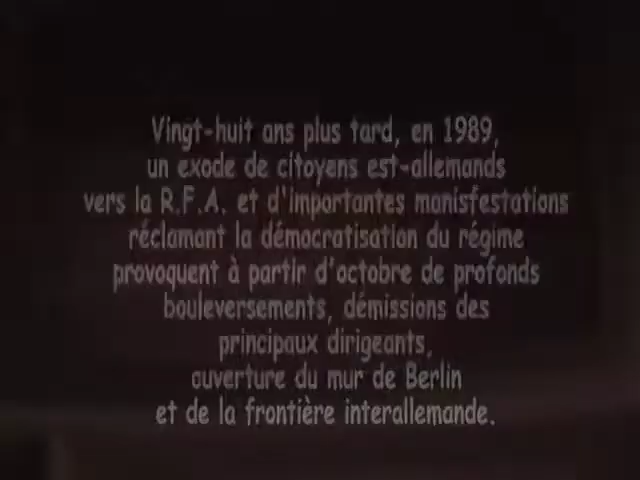 Vingt-huit ans plus tard, en 1989,
un exode de citoyens est-allemands
vers la R.F.A. et d'importantes manisfestations
réclamant la démocratisation du régime
provoquent à partir d'octobre de profonds
bouleversements, démissions des
principaux dirigeants,
ouverture du mur de Berlin
et de la frontière interallemande.